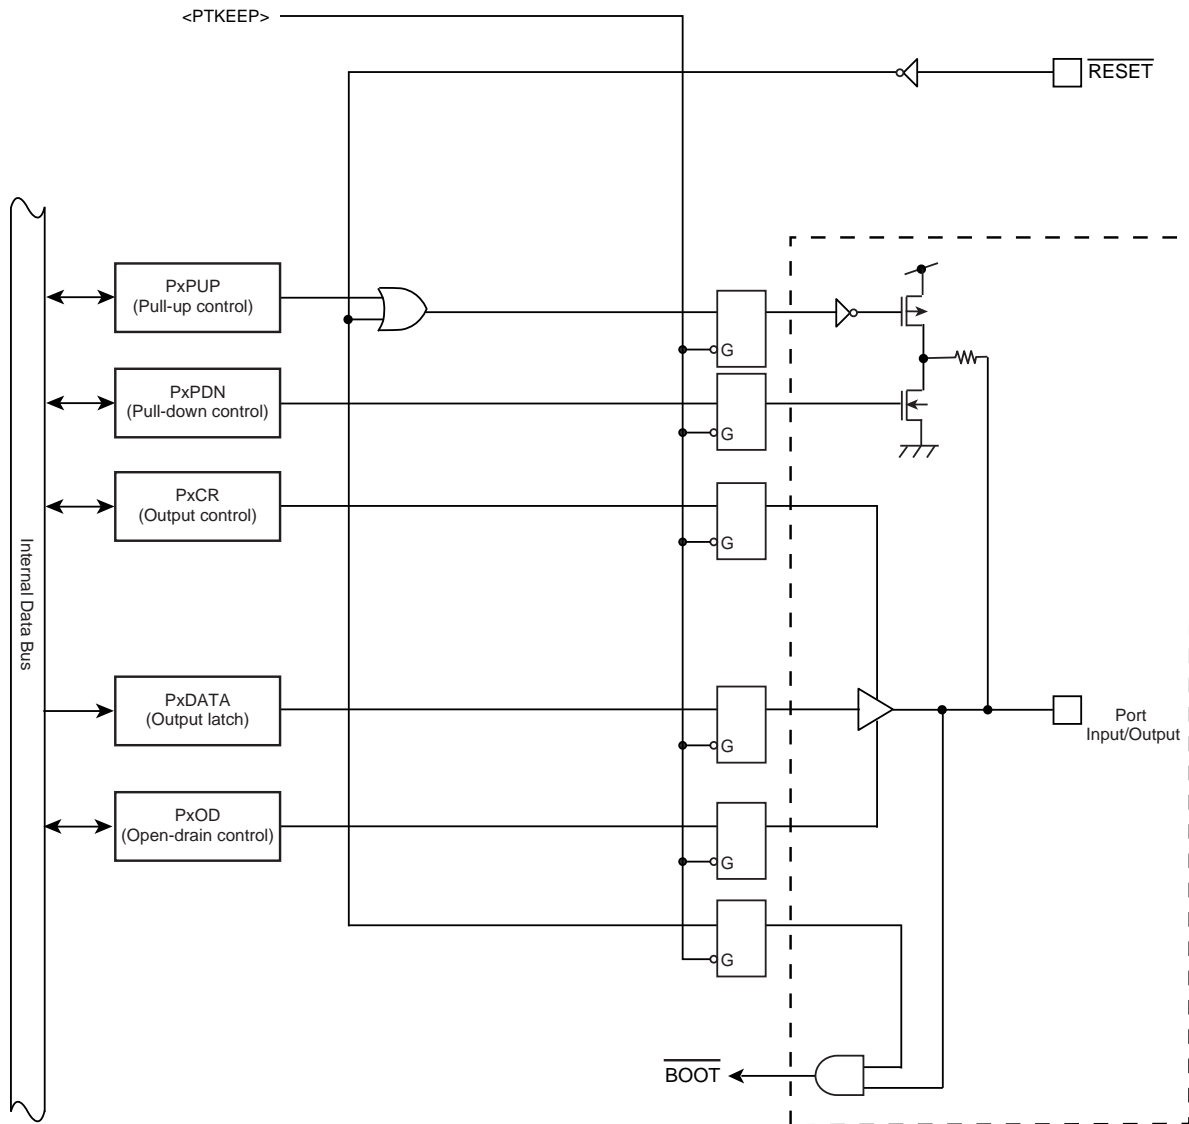 <PTKEEP>
RESET
PxPUP
(Pull-up control)
G
PxPDN
(Pull-down control)
G
PxCR
(Output control)
G
Internal Data Bus
PxDATA
(Output latch)
G
Port
Input/Output
PxOD
(Open-drain control)
G
G
BOOT